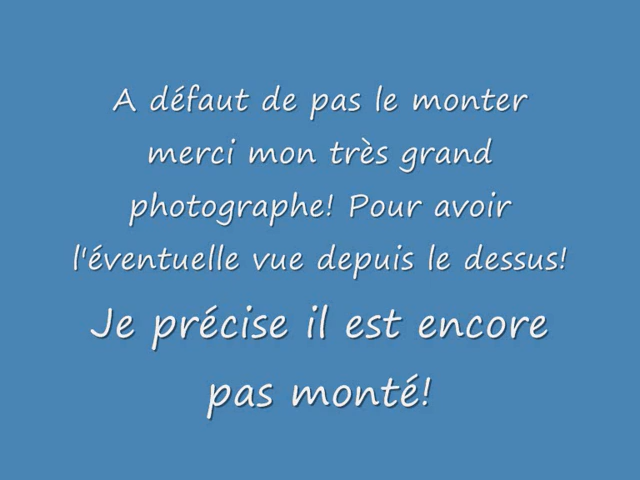 A défaut de pas le monter
merci mon très grand
photographe! Pour avoir
l'éventuelle vue depuis le dessus!
Je précise il est encore
pas monté!